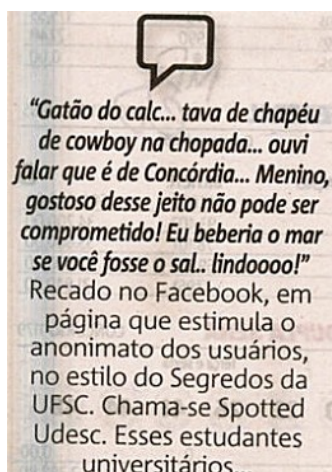 “Gatão do calc... tava de chapéu
de cowboy na chopada... ouvi
falar que é de Concórdia... Menino,
gostoso desse jeito não pode ser
comprometido! Eu beberia o mar
se você fosse o sal.. lindoooo!”
Recado no Facebook, em
página que estimula o
anonimato dos usuários,
no estilo do Segredos da
UFSC. Chama-se Spotted
Udesc. Esses estudantes
universitários...